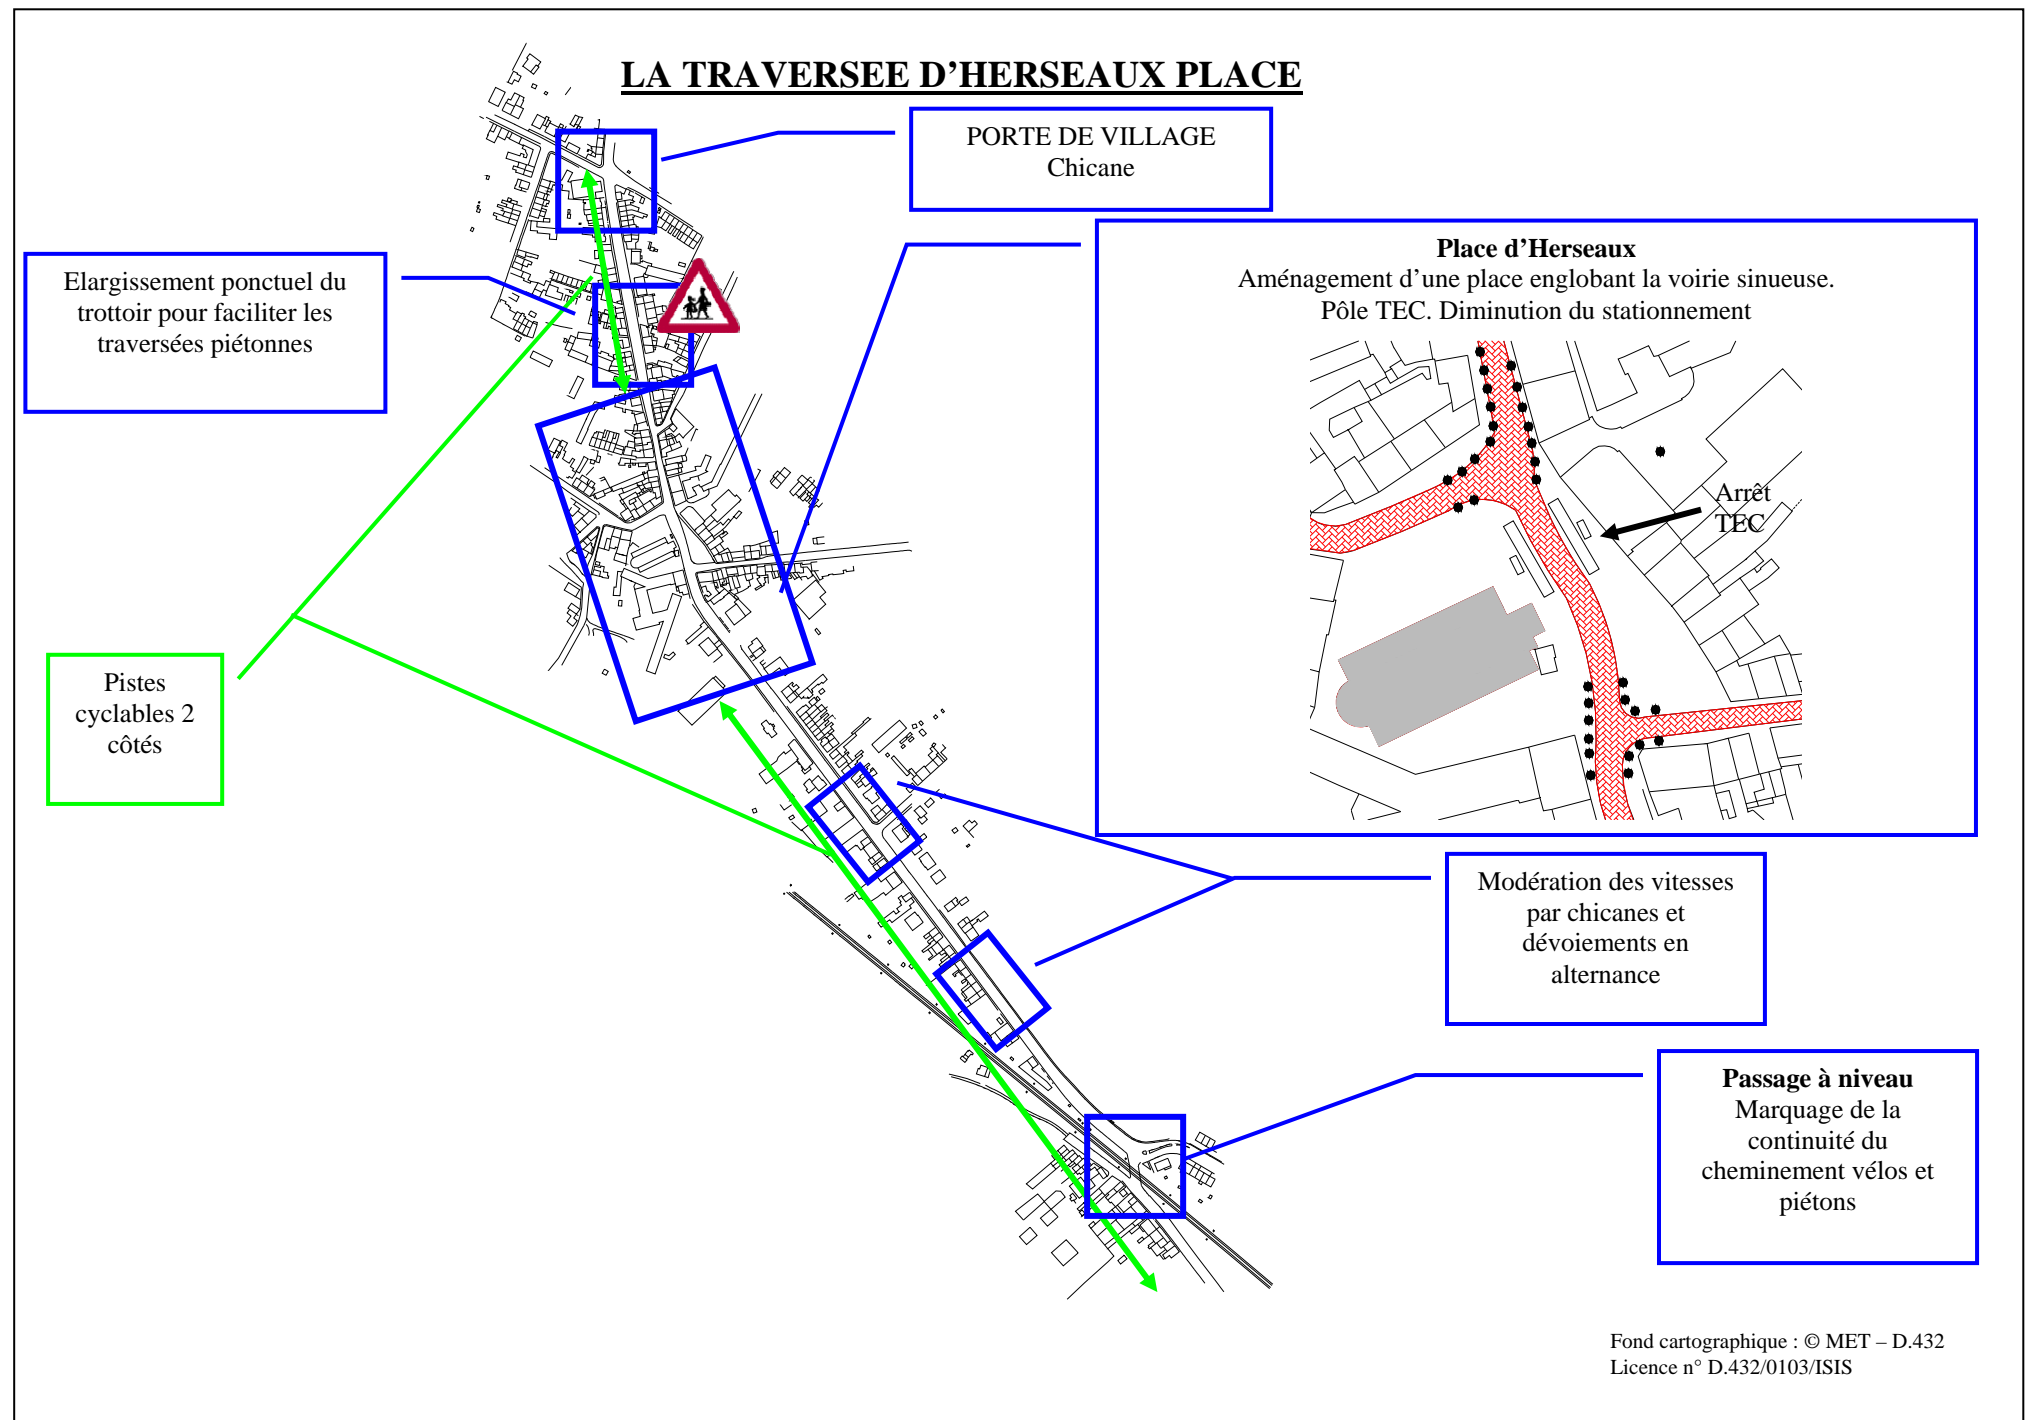 LA TRAVERSEE D'HERSEAUX PLACE
PORTE DE VILLAGE
Chicane
Place d'Herseaux
Aménagement d'une place englobant la voirie sinueuse.
Pôle TEC. Diminution du stationnement
Elargissement ponctuel du
trottoir pour faciliter les
traversées piétonnes
Arrêt
TEC
Pistes
cyclables 2
côtés
Modération des vitesses
par chicanes et
dévoiements en
alternance
Passage à niveau
Marquage de la
continuité du
cheminement vélos et
piétons
Fond cartographique : © MET – D.432
Licence n° D.432/0103/ISIS